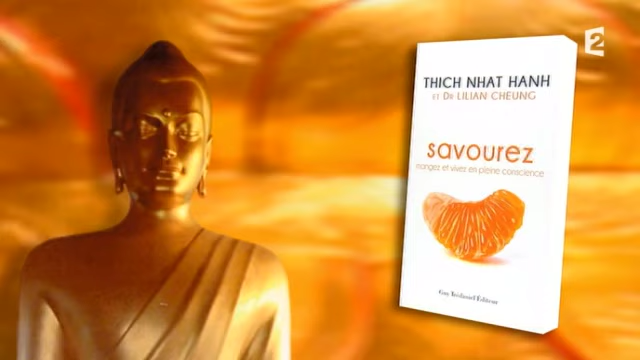 2
THICH NHAT HANH
ET DR LILIAN CHEUNG
savourez
mangez et vivez en pleine conscience
Guy Trédaniel Éditeur